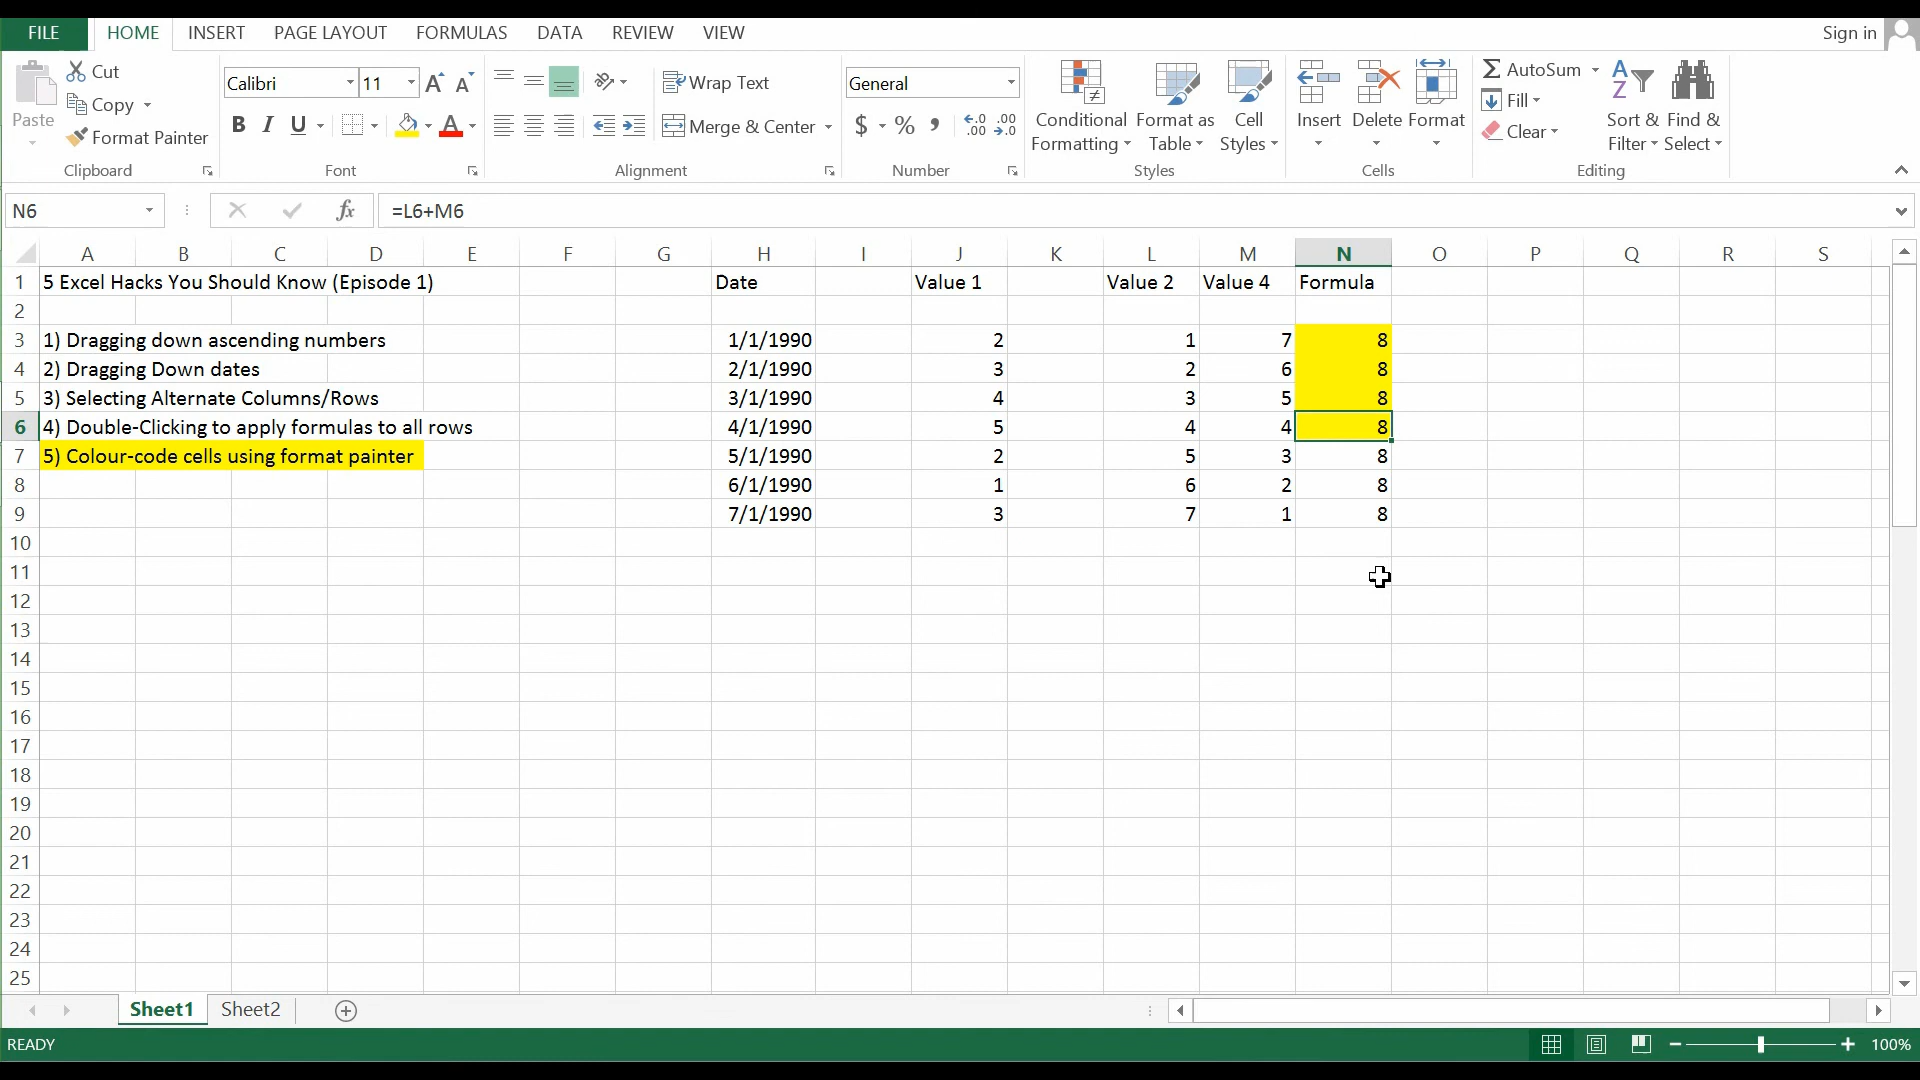 FILE HOME INSERT PAGE LAYOUT FORMULAS DATA REVIEW VIEW Sign in
Paste
Cut
Copy
Format Painter
Clipboard
Calibri 11 A A
B I U A
Font
Wrap Text
Merge & Center
Alignment
General
$ % , .0 .00 .00 .0
Number
Conditional Formatting
Format as Table
Cell Styles
Styles
Insert Delete Format
Cells
AutoSum
Fill
Clear
A Z
Sort & Filter
Find & Select
Editing
N6 fx =L6+M6
A B C D E F G H I J K L M N O P Q R S
1 5 Excel Hacks You Should Know (Episode 1) Date Value 1 Value 2 Value 4 Formula
2
3 1) Dragging down ascending numbers 1/1/1990 2 1 7 8
4 2) Dragging Down dates 2/1/1990 3 2 6 8
5 3) Selecting Alternate Columns/Rows 3/1/1990 4 3 5 8
6 4) Double-Clicking to apply formulas to all rows 4/1/1990 5 4 4 8
7 5) Colour-code cells using format painter 5/1/1990 2 5 3 8
8 6/1/1990 1 6 2 8
9 7/1/1990 3 7 1 8
10
11
12
13
14
15
16
17
18
19
20
21
22
23
24
25
Sheet1 Sheet2
READY 100%